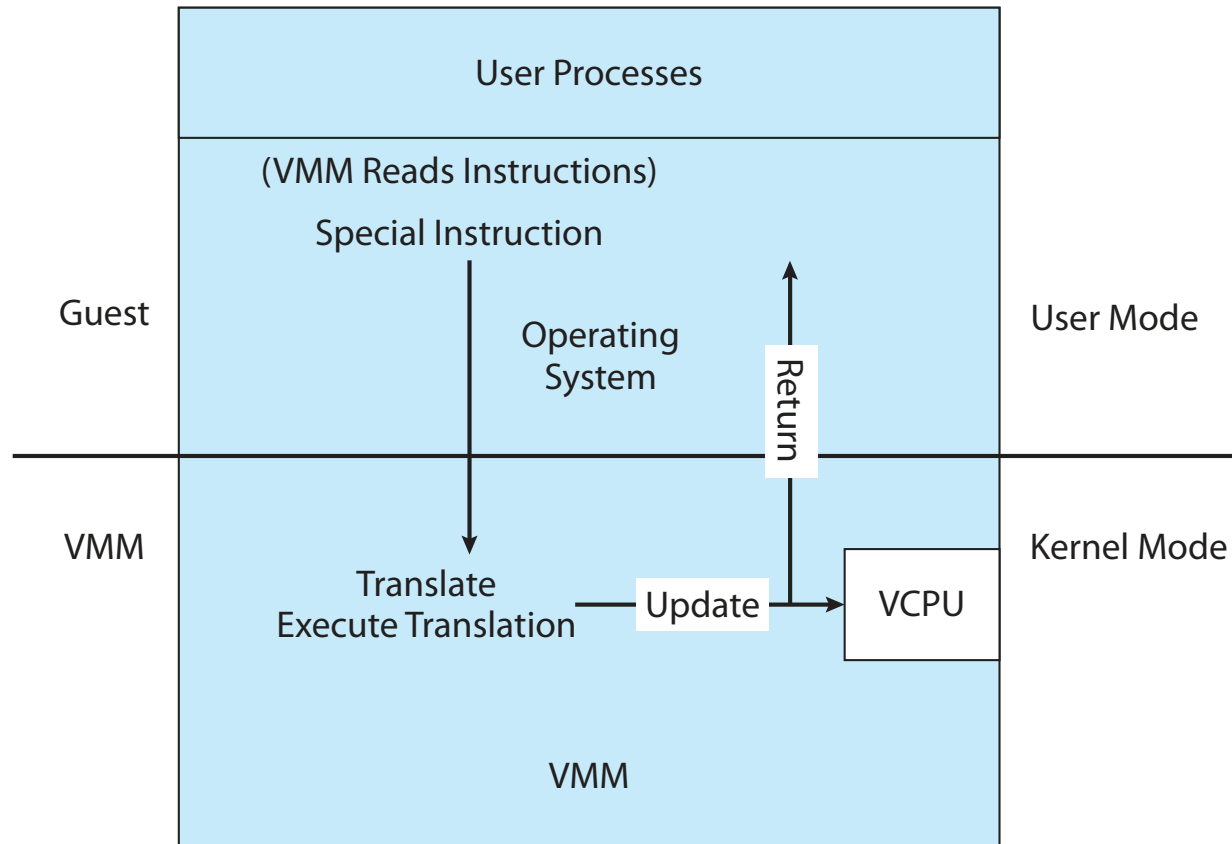 User Processes
(VMM Reads Instructions)
Special Instruction
Guest
Operating
System
Return
User Mode
VMM
Kernel Mode
Translate
Execute Translation
Update
VCPU
VMM